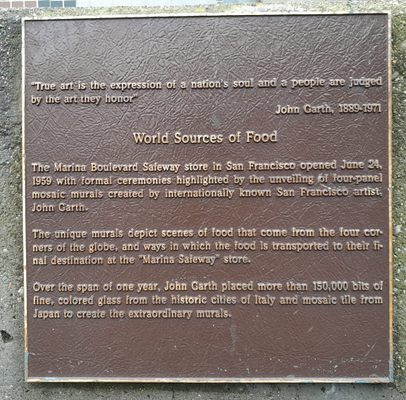 "True art is the expression of a nation's soul and a people are judged
by the art they honor"
John Garth, 1889-1971
World Sources of Food
The Marina Boulevard Safeway store in San Francisco opened June 24,
1959 with formal ceremonies highlighted by the unveiling of four-panel
mosaic murals created by internationally known San Francisco artist,
John Garth.
The unique murals depict scenes of food that come from the four cor-
ners of the globe, and ways in which the food is transported to their fi-
nal destination at the "Marina Safeway" store.
Over the span of one year, John Garth placed more than 150,000 bits of
fine, colored glass from the historic cities of Italy and mosaic tile from
Japan to create the extraordinary murals.